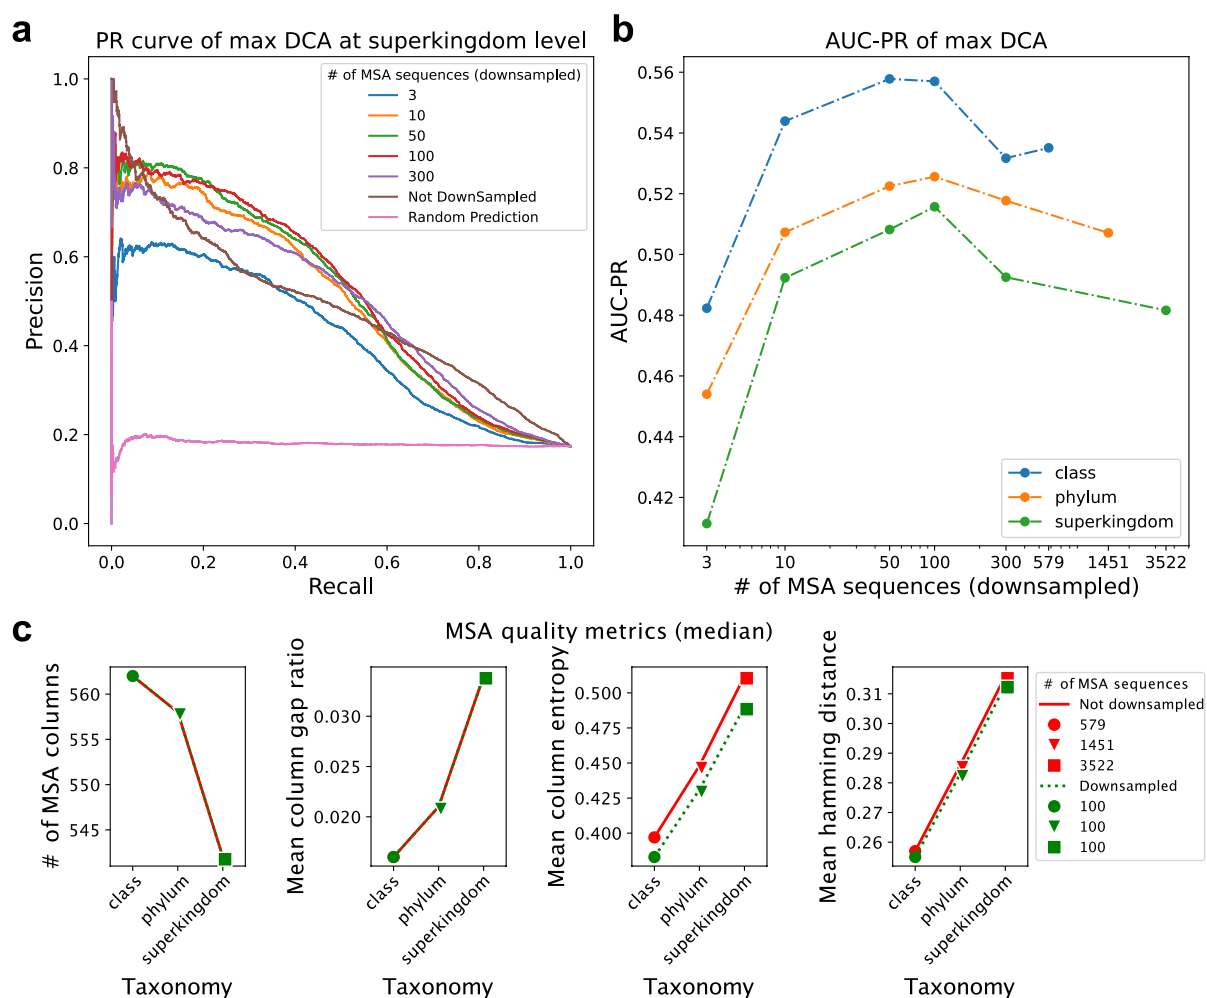 a
PR curve of max DCA at superkingdom level
Precision
1.0
0.8
0.6
0.4
0.2
0.0
# of MSA sequences (downsampled)
3
10
50
100
300
Not DownSampled
Random Prediction
0.0 0.2 0.4 0.6 0.8 1.0
Recall
b
AUC-PR of max DCA
AUC-PR
0.56
0.54
0.52
0.50
0.48
0.46
0.44
0.42
class
phylum
superkingdom
3 10 50 100 300 579 1451 3522
# of MSA sequences (downsampled)
c
MSA quality metrics (median)
# of MSA columns
560
555
550
545
class
phylum
superkingdom
Taxonomy
Mean column gap ratio
0.030
0.025
0.020
class
phylum
superkingdom
Taxonomy
Mean column entropy
0.500
0.475
0.450
0.425
0.400
class
phylum
superkingdom
Taxonomy
Mean hamming distance
0.31
0.30
0.29
0.28
0.27
0.26
class
phylum
superkingdom
Taxonomy
# of MSA sequences
Not downsampled
579
1451
3522
Downsampled
100
100
100